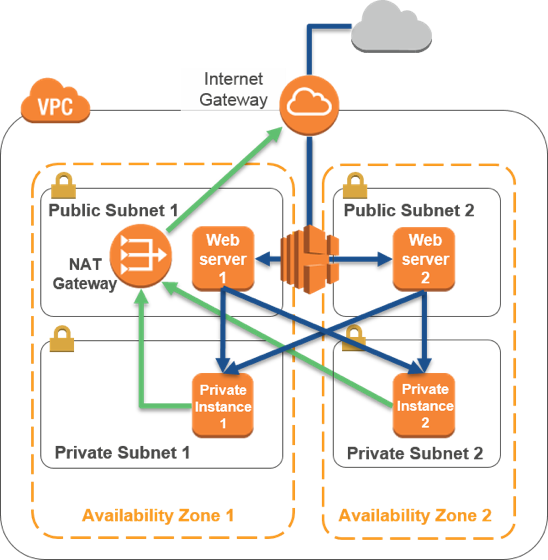 Internet
Gateway
VPC
Public Subnet 1
Public Subnet 2
NAT
Gateway
Web
server
1
Web
server
2
Private
Instance
1
Private
Instance
2
Private Subnet 1
Private Subnet 2
Availability Zone 1
Availability Zone 2